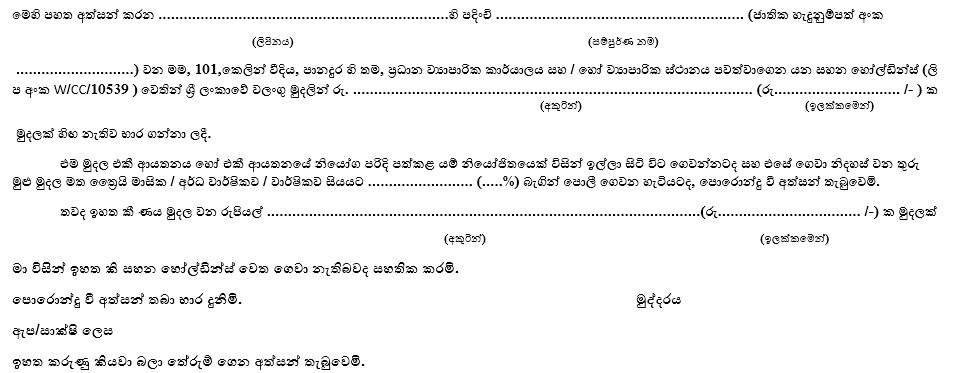 මෙහි පහත අත්සන් කරන ......................................................................හි පදිංචි ............................................................ (ජාතික හැඳුනුම්පත් අංක
(ලිපිනය) (සම්පූර්ණ නම)
............................) වන මම, 101,කෙලින් වීදිය, පානදුර හි තම, ප්‍රධාන ව්‍යාපාරික කාර්යාලය සහ / හෝ ව්‍යාපාරික ස්ථානය පවත්වාගෙන යන සහන හෝල්ඩින්ස් (ලි
ප අංක W/CC/10539 ) වෙතින් ශ්‍රී ලංකාවේ වලංගු මුදලින් රු. ................................................................................................. (රු.............................. /- ) ක
(අකුරින්) (ඉලක්කමෙන්)
මුදලක් හිඟ නැතිව භාර ගන්නා ලදී.
එම මුදල එකී ආයතනය හෝ එකී ආයතනයේ නියෝග පරිදි පත්කළ යම් නියෝජිතයෙක් විසින් ඉල්ලා සිටි විට ගෙවන්නටද සහ එසේ ගෙවා නිදහස් වන තුරු
මුළු මුදල මත ත්‍රෛයි මාසික / අර්ධ වාර්ෂිකව / වාර්ෂිකව සියයට ......................... (.....%) බැගින් පොලී ගෙවන හැටියටද, පොරොන්දු වී අත්සන් තැබුවෙමි.
තවද ඉහත කී ණය මුදල වන රුපියල් .........................................................................................................(රු.................................. /-) ක මුදලක්
(අකුරින්) (ඉලක්කමෙන්)
මා විසින් ඉහත කී සහන හෝල්ඩින්ස් වෙත ගෙවා නැතිබවද සහතික කරමි.
පොරොන්දු වී අත්සන් තබා භාර දුනිමි. මුද්දරය
ඇප/සාක්ෂි ලෙස
ඉහත කරුණු කියවා බලා තේරුම් ගෙන අත්සන් තැබුවෙමි.